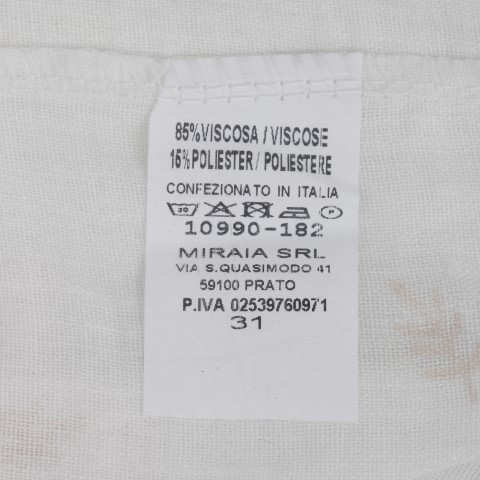 85%VISCOSA / VISCOSE
15%POLIESTER / POLIESTERE
CONFEZIONATO IN ITALIA
30 P
10990-182
MIRAIA SRL
VIA S.QUASIMODO 41
59100 PRATO
P.IVA 02539760971
31